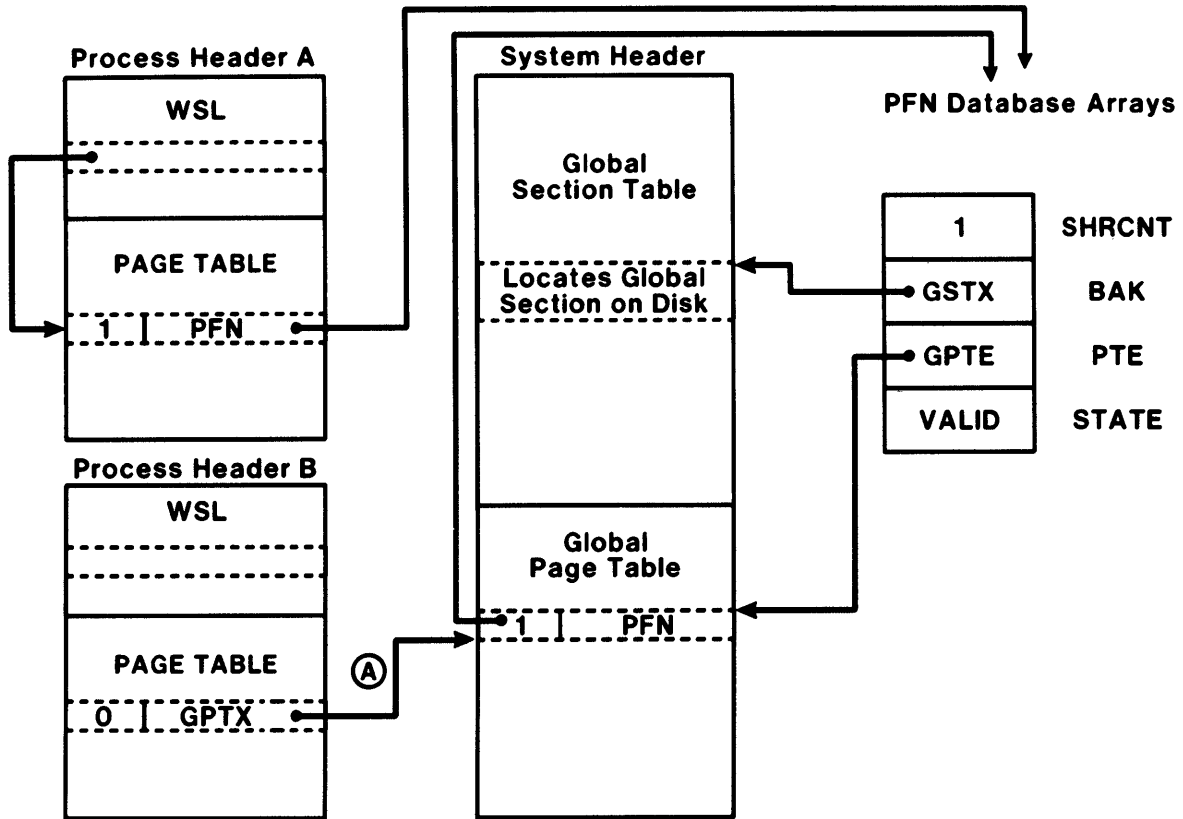 Process Header A
WSL
PAGE TABLE
1 PFN
Process Header B
WSL
PAGE TABLE
0 GPTX
A
System Header
Global
Section Table
Locates Global
Section on Disk
Global
Page Table
1 PFN
PFN Database Arrays
1 SHRCNT
GSTX BAK
GPTE PTE
VALID STATE